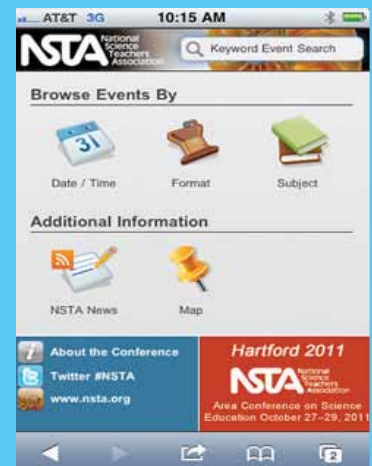 AT&T 3G 10:15 AM
NSTA National Science Teachers Association
Keyword Event Search
Browse Events By
31
Date / Time Format Subject
Additional Information
NSTA News Map
About the Conference
Twitter #NSTA
www.nsta.org
Hartford 2011
NSTA National Science Teachers Association
Area Conference on Science
Education October 27–29, 2011
2